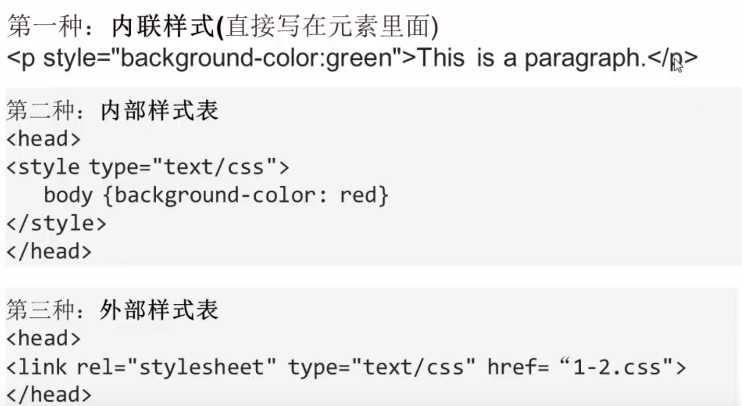 第一种：内联样式(直接写在元素里面)
<p style="background-color:green">This is a paragraph.</p>
第二种：内部样式表
<head>
<style type="text/css">
body {background-color: red}
</style>
</head>
第三种：外部样式表
<head>
<link rel="stylesheet" type="text/css" href= “1-2.css">
</head>